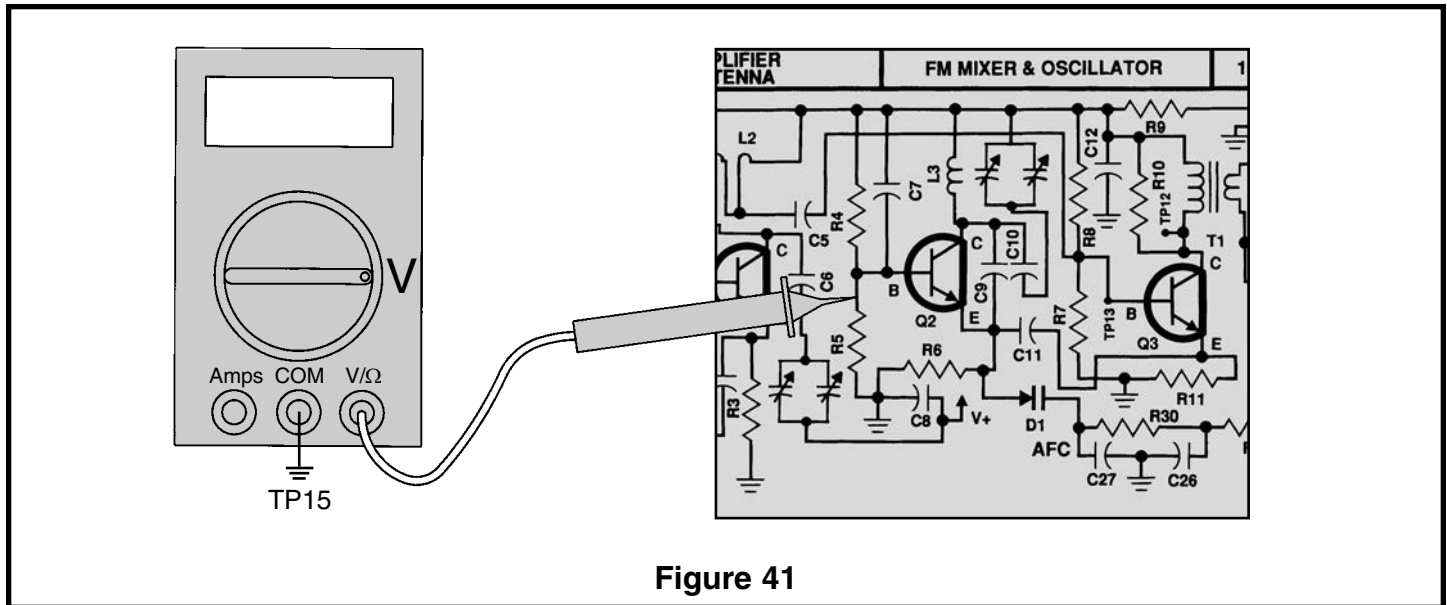 PLIFIER
TENNA
FM MIXER & OSCILLATOR
1
L2
C5
R4
C7
L3
C10
C9
R8
C12
R9
R10
TP12
T1
C
C
C
C6
B
Q2
E
C11
R7
TP13
B
Q3
E
R11
R5
R6
C8
V+
D1
R30
AFC
C27
C26
R3
V
Amps COM V/Ω
TP15
Figure 41